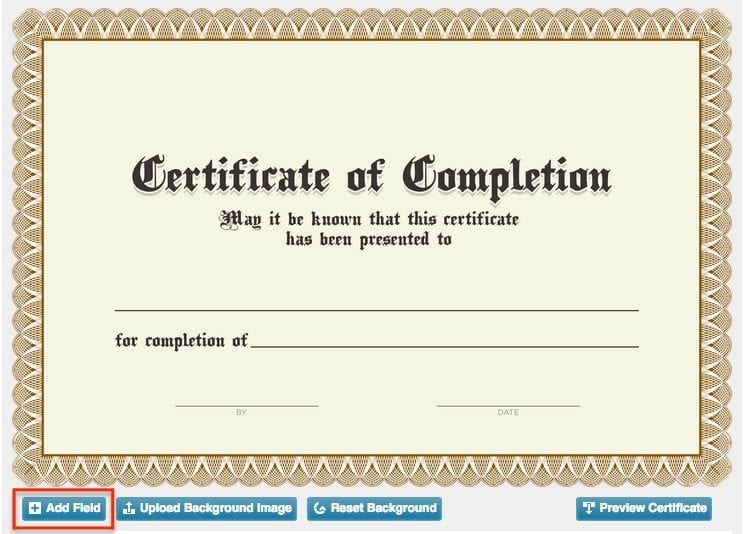 Certificate of Completion
May it be known that this certificate
has been presented to
for completion of
BY DATE
Add Field Upload Background Image Reset Background Preview Certificate